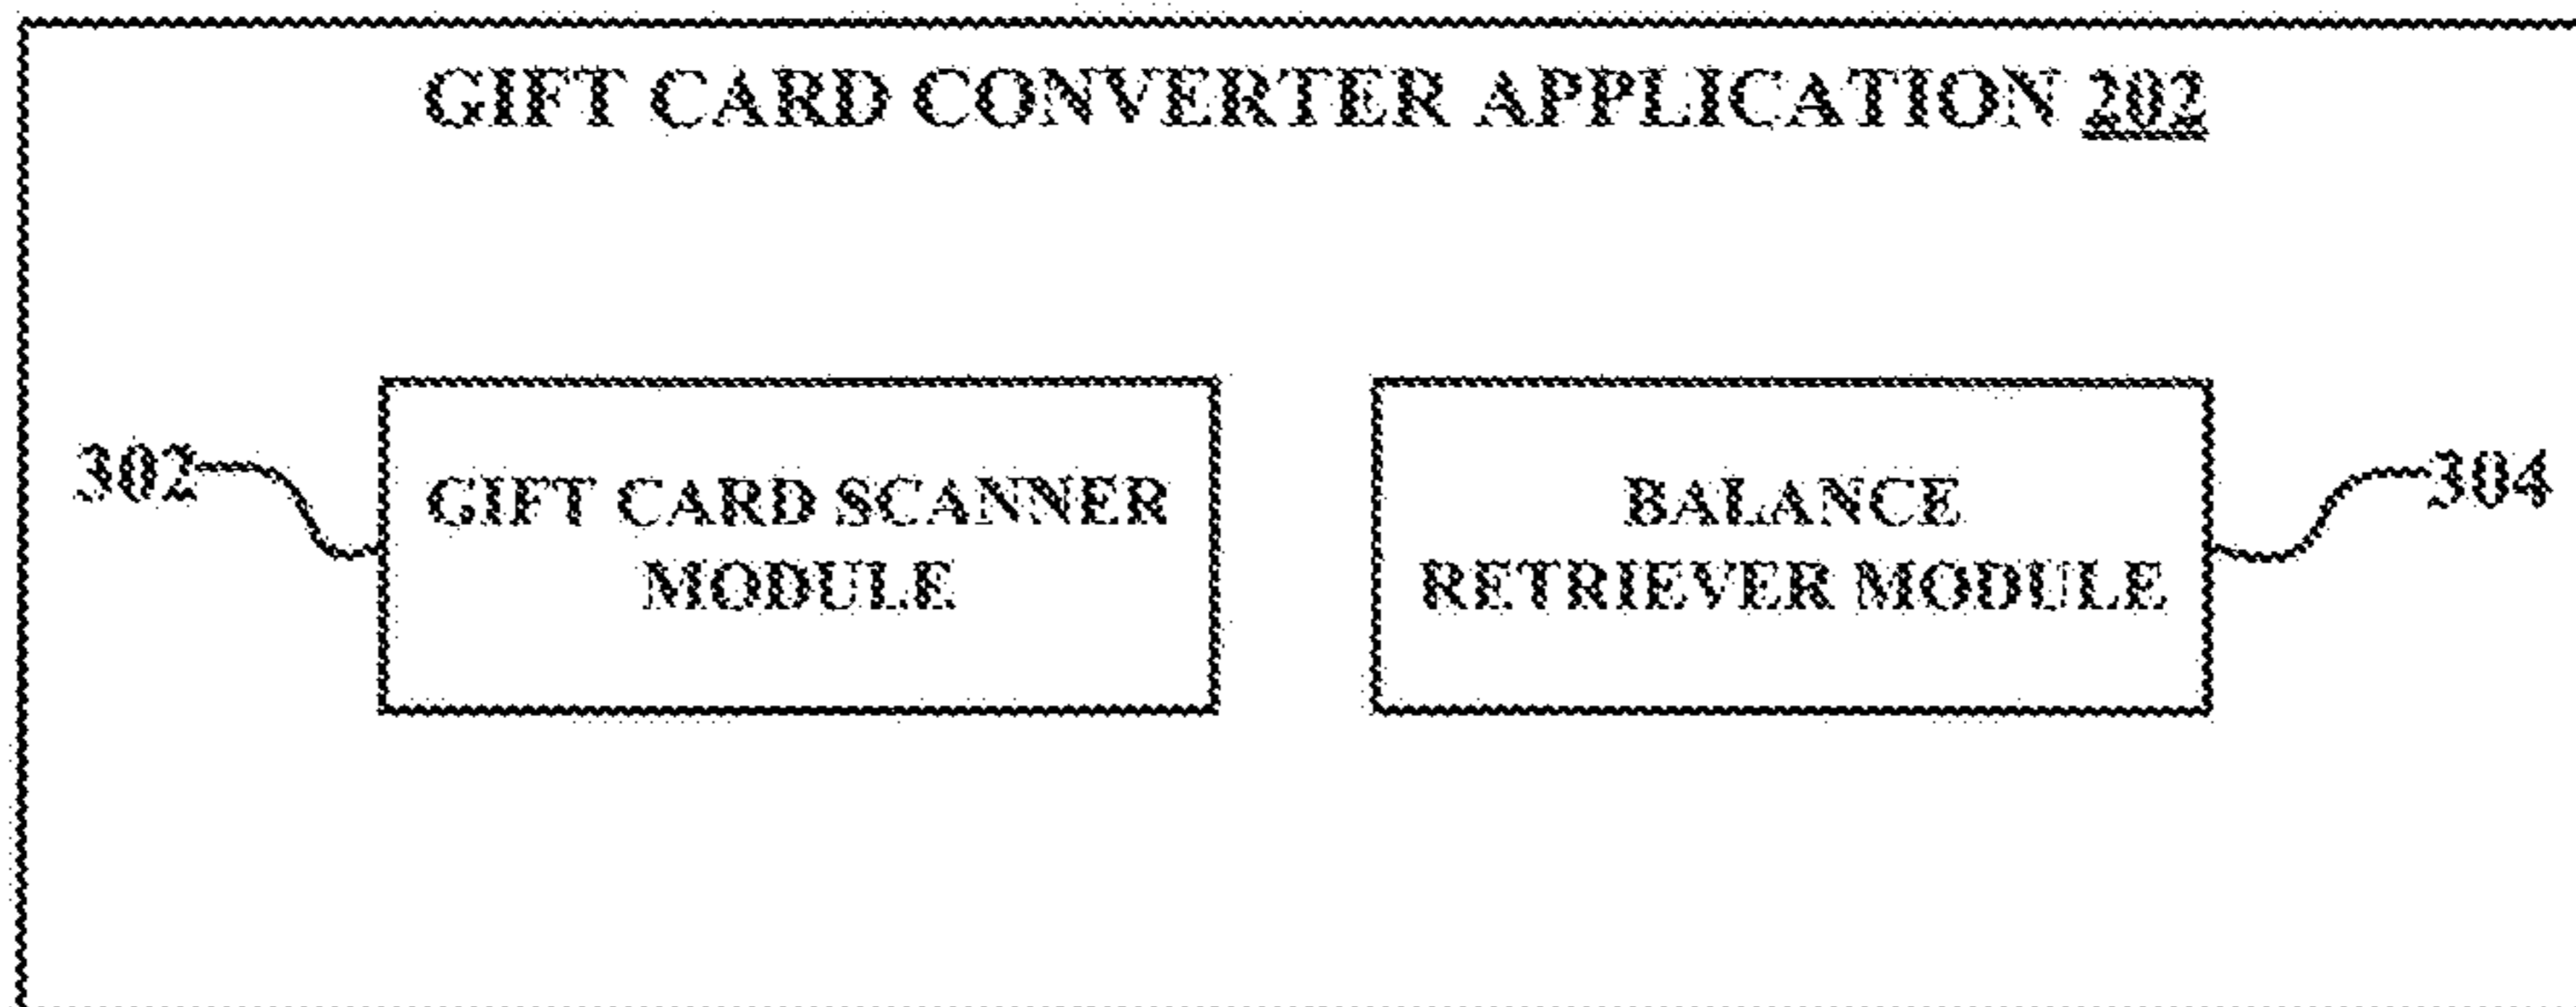 GIFT CARD CONVERTER APPLICATION 202
302
GIFT CARD SCANNER
MODULE
BALANCE
RETRIEVER MODULE
304